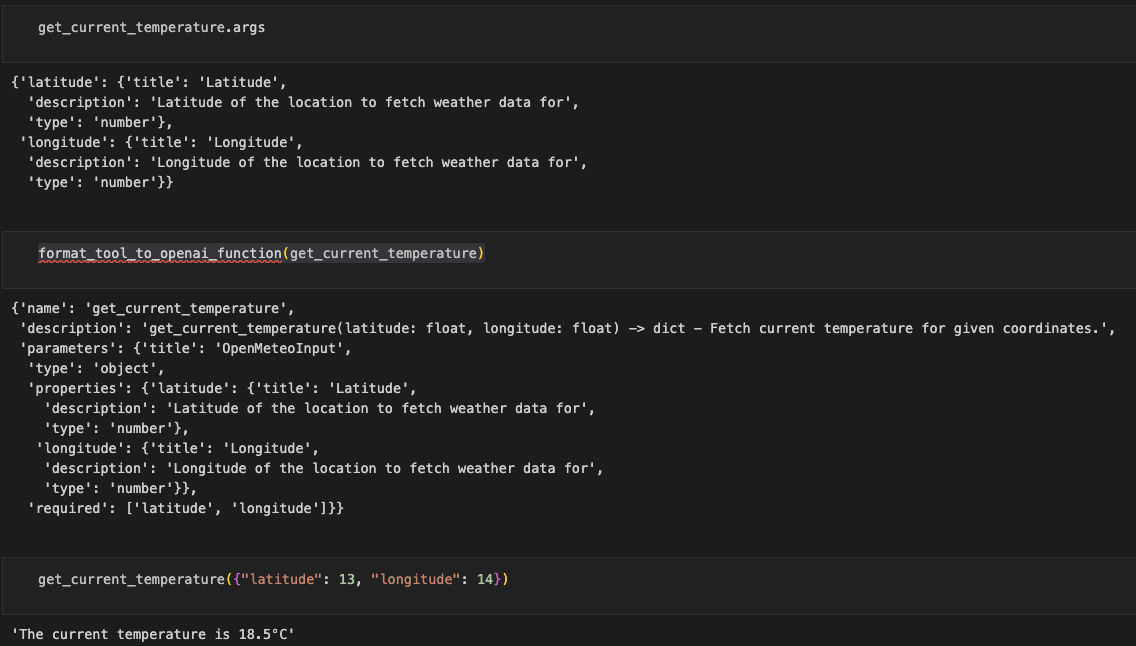 get_current_temperature.args
{'latitude': {'title': 'Latitude',
'description': 'Latitude of the location to fetch weather data for',
'type': 'number'},
'longitude': {'title': 'Longitude',
'description': 'Longitude of the location to fetch weather data for',
'type': 'number'}}
format_tool_to_openai_function(get_current_temperature)
{'name': 'get_current_temperature',
'description': 'get_current_temperature(latitude: float, longitude: float) -> dict - Fetch current temperature for given coordinates.',
'parameters': {'title': 'OpenMeteoInput',
'type': 'object',
'properties': {'latitude': {'title': 'Latitude',
'description': 'Latitude of the location to fetch weather data for',
'type': 'number'},
'longitude': {'title': 'Longitude',
'description': 'Longitude of the location to fetch weather data for',
'type': 'number'}},
'required': ['latitude', 'longitude']}}
get_current_temperature({"latitude": 13, "longitude": 14})
'The current temperature is 18.5°C'